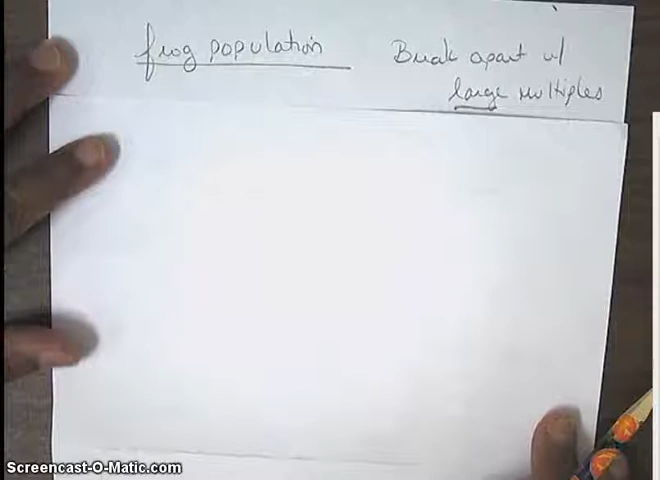 frog population
Break apart w/
large multiples
Screencast-O-Matic.com